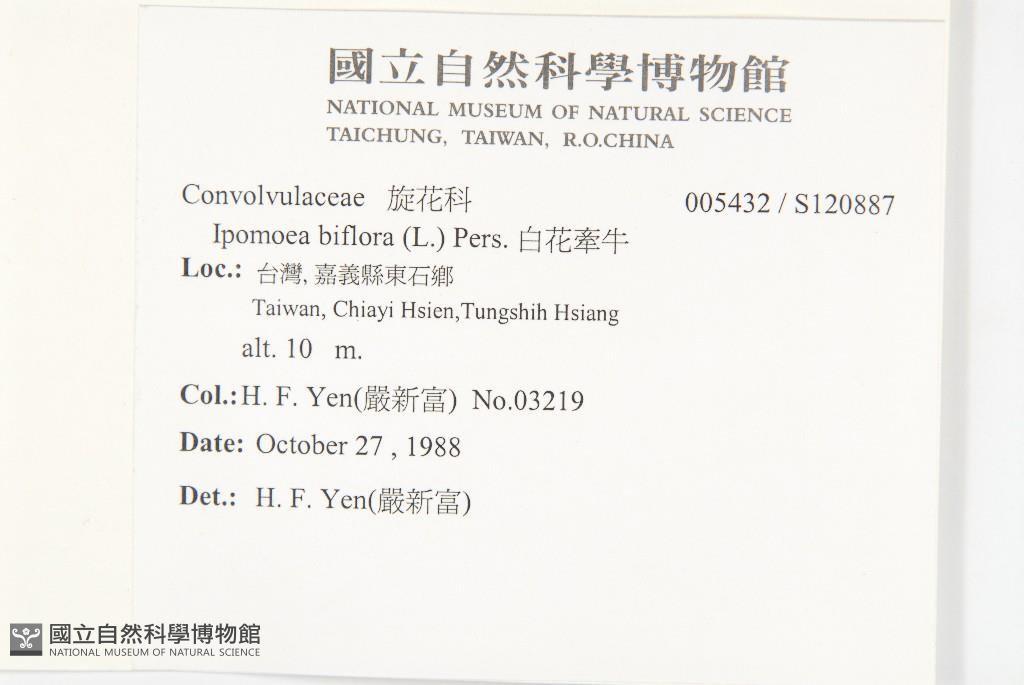 國立自然科學博物館
NATIONAL MUSEUM OF NATURAL SCIENCE
TAICHUNG, TAIWAN, R.O.CHINA
Convolvulaceae 旋花科 005432 / S120887
Ipomoea biflora (L.) Pers. 白花牽牛
Loc.: 台灣, 嘉義縣東石鄉
Taiwan, Chiayi Hsien,Tungshih Hsiang
alt. 10 m.
Col.:H. F. Yen(嚴新富) No.03219
Date: October 27 , 1988
Det.: H. F. Yen(嚴新富)
國立自然科學博物館
NATIONAL MUSEUM OF NATURAL SCIENCE